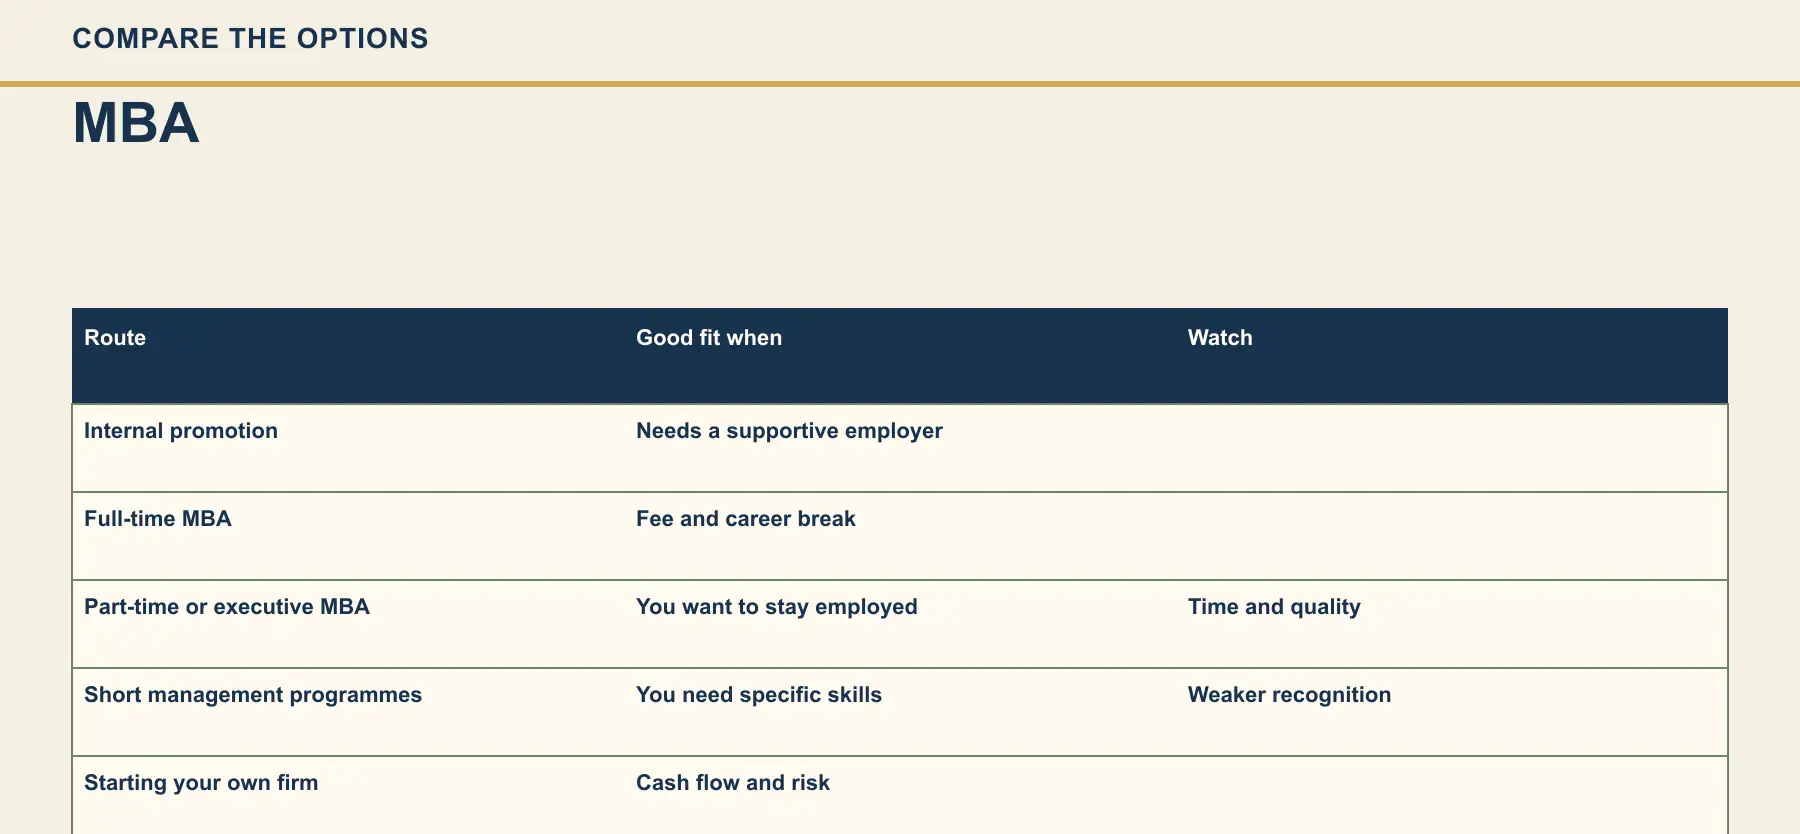 COMPARE THE OPTIONS
MBA
Route Good fit when Watch
Internal promotion Needs a supportive employer
Full-time MBA Fee and career break
Part-time or executive MBA You want to stay employed Time and quality
Short management programmes You need specific skills Weaker recognition
Starting your own firm Cash flow and risk